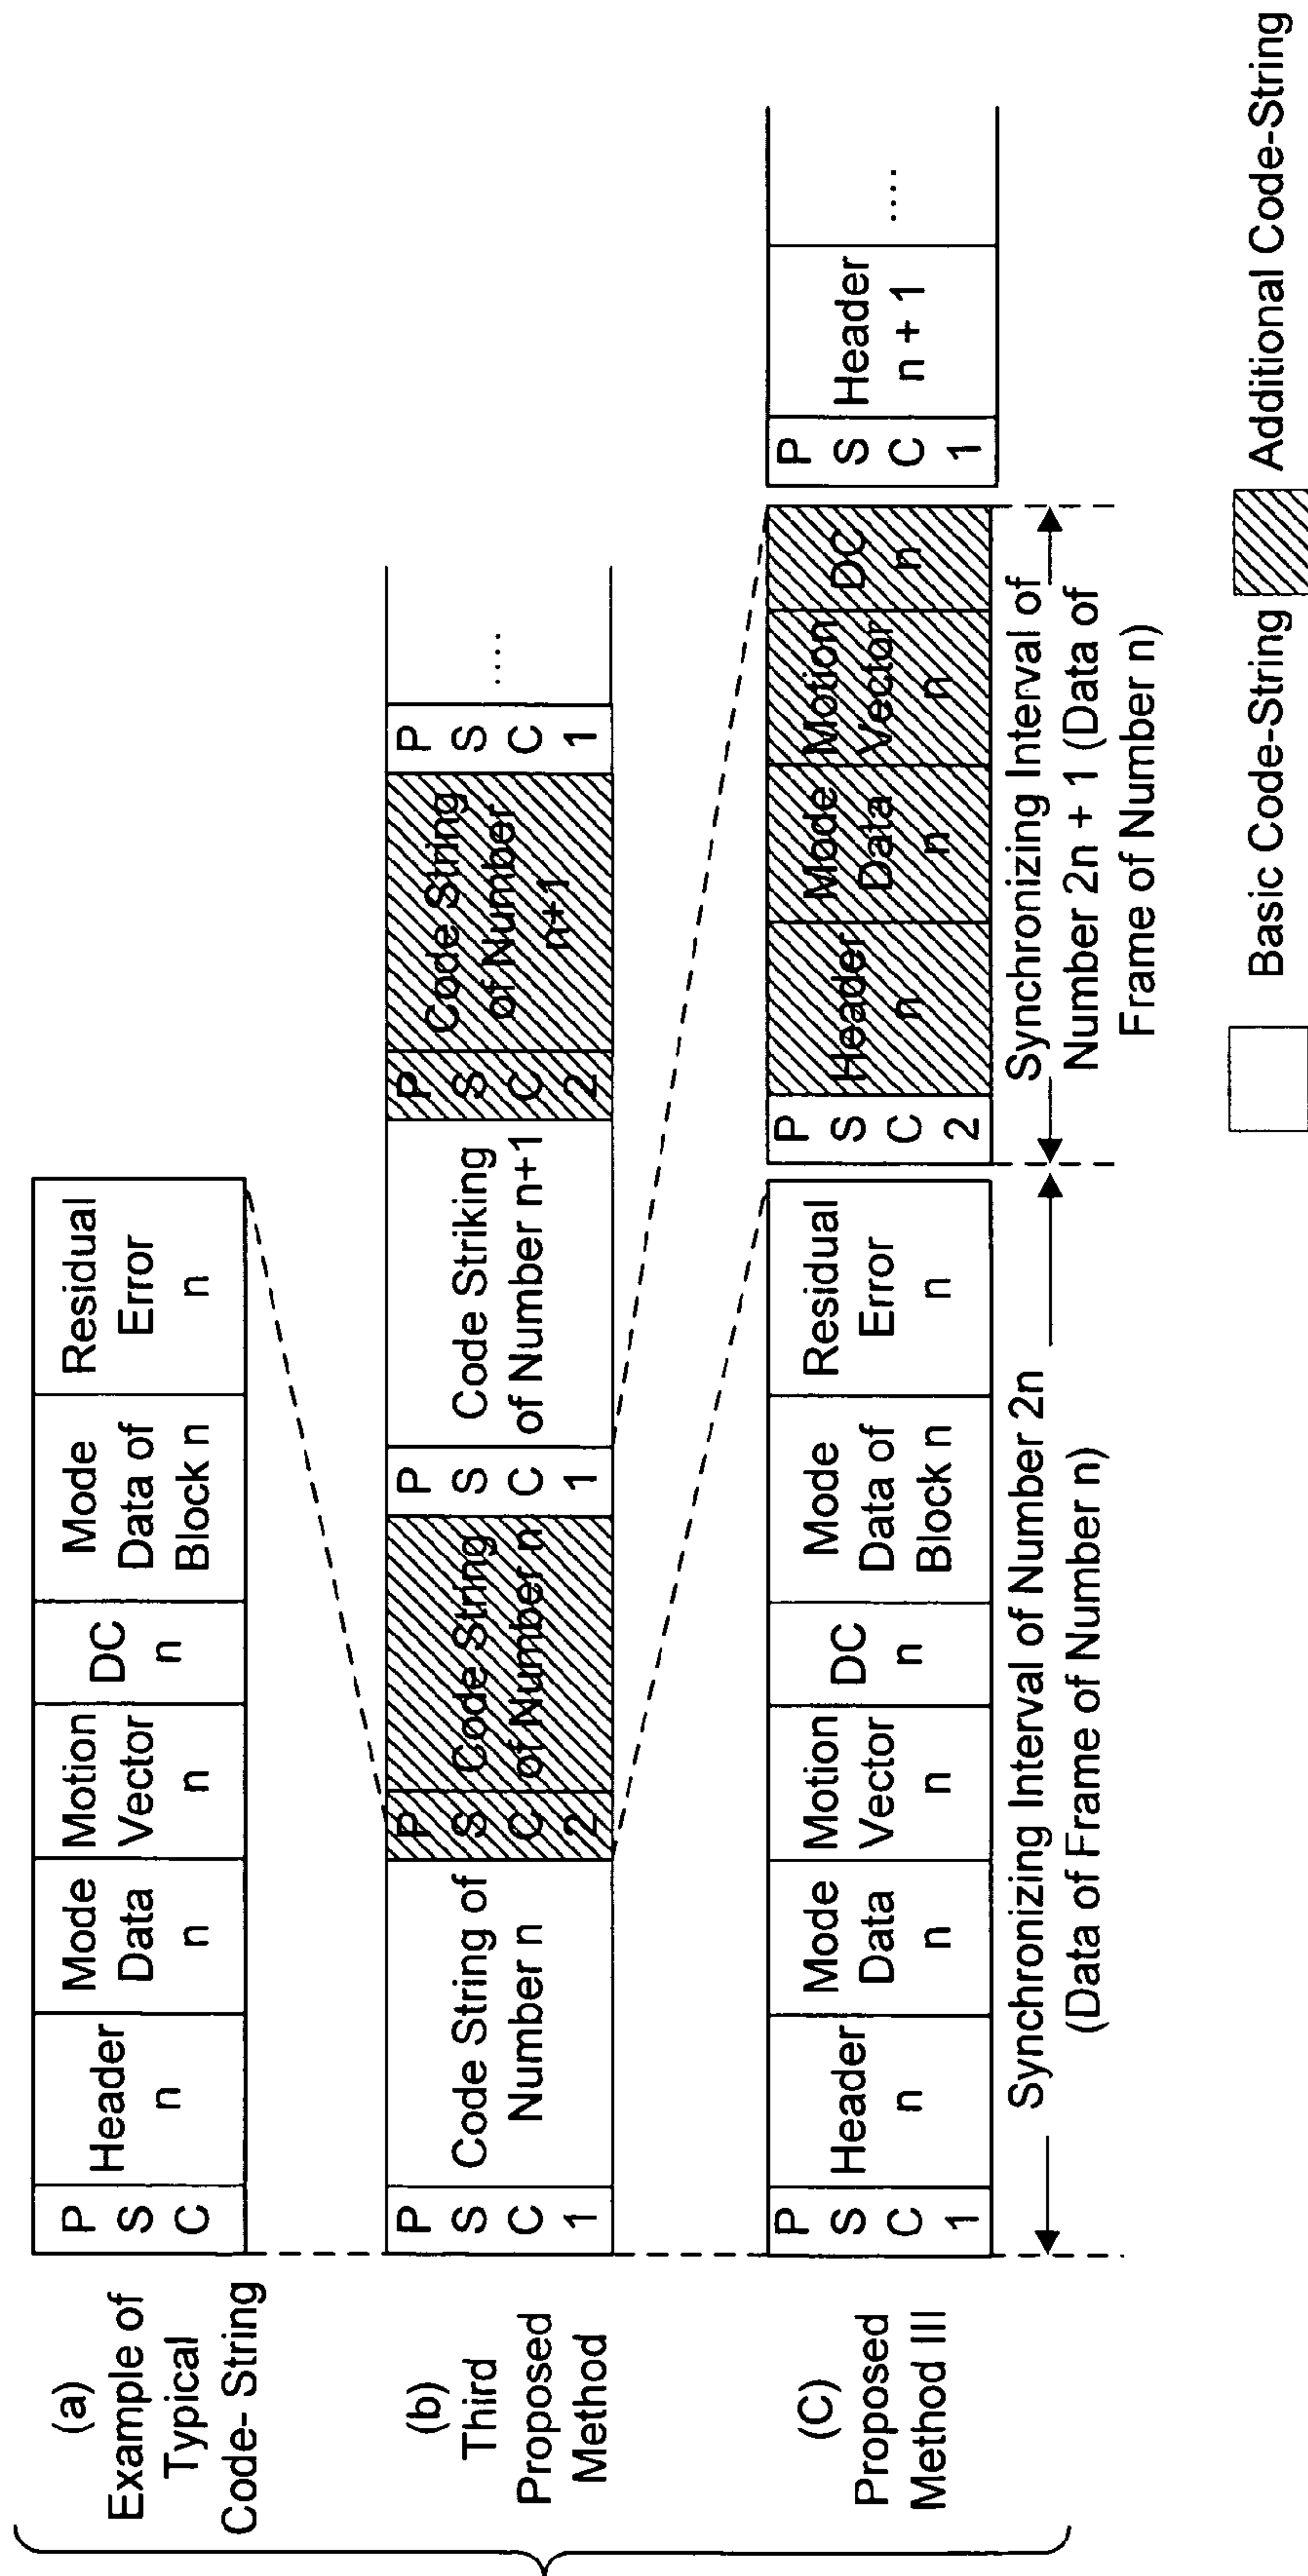 (a)
Example of
Typical
Code- String
P
S
C
Header
n
Mode
Data
n
Motion
Vector
n
DC
n
Mode
Data of
Block n
Residual
Error
n
(b)
Third
Proposed
Method
P
S
C
1
Code String of
Number n
P
S
C
2
Code String
of Number n
P
S
C
1
Code Striking
of Number n+1
P
S
C
2
Code String
of Number
n+1
P
S
C
1
....
(C)
Proposed
Method III
P
S
C
1
Header
n
Mode
Data
n
Motion
Vector
n
DC
n
Mode
Data of
Block n
Residual
Error
n
P
S
C
2
Header
n
Mode
Data
n
Motion
Vector
n
DC
n
P
S
C
1
Header
n + 1
....
Synchronizing Interval of Number 2n
(Data of Frame of Number n)
Synchronizing Interval of
Number 2n + 1 (Data of
Frame of Number n)
Basic Code-String
Additional Code-String